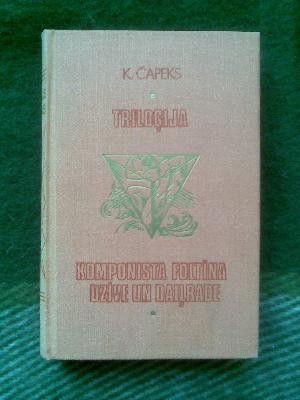 K. ČAPEKS
TRILOĢIJA
KOMPONISTA FOLTĪNA
DZĪVE UN DAIĻRADE